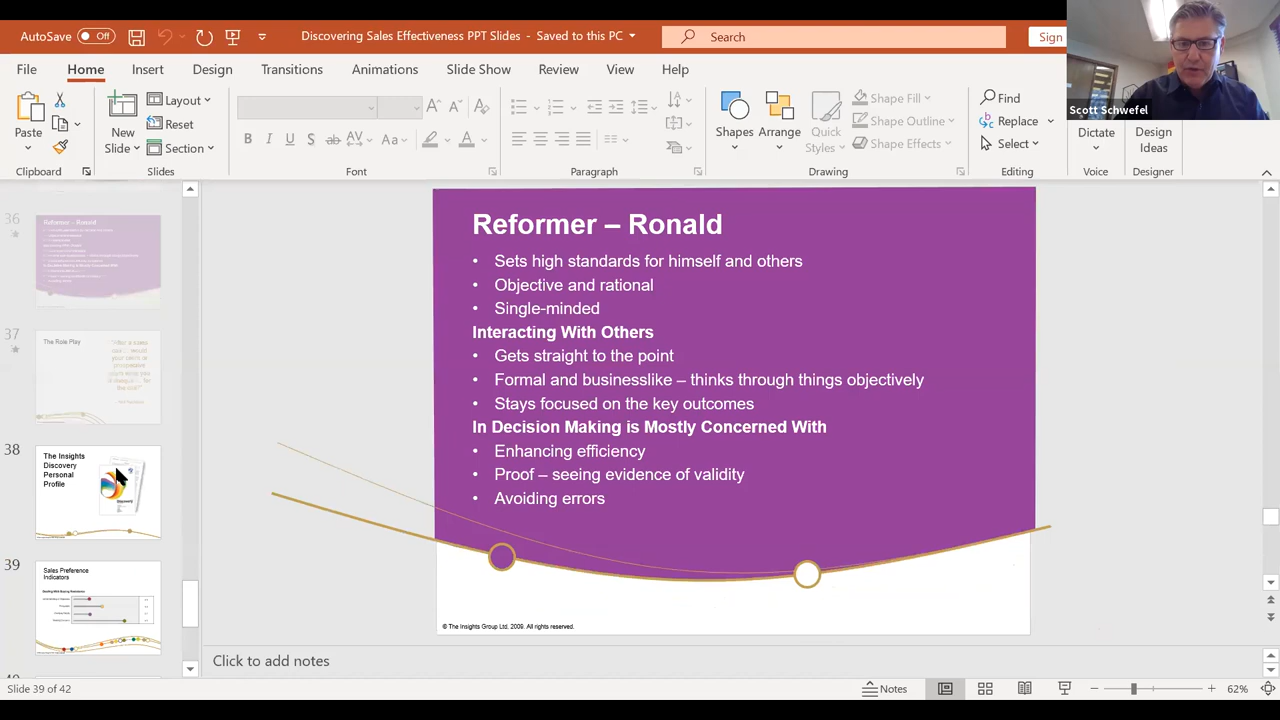 AutoSave Off
Discovering Sales Effectiveness PPT Slides - Saved to this PC
Search
Sign
Scott Schwefel
File Home Insert Design Transitions Animations Slide Show Review View Help
Paste
Clipboard
New Slide
Layout
Reset
Section
Slides
B I U S ab AV Aa A
Font
Paragraph
Shapes
Arrange
Quick Styles
Shape Fill
Shape Outline
Shape Effects
Drawing
Find
Replace
Select
Editing
Dictate
Voice
Design Ideas
Designer
36
Reformer – Ronald
37
The Role Play
38
The Insights
Discovery
Personal
Profile
39
Sales Preference
Indicators
Reformer – Ronald
• Sets high standards for himself and others
• Objective and rational
• Single-minded
Interacting With Others
• Gets straight to the point
• Formal and businesslike – thinks through things objectively
• Stays focused on the key outcomes
In Decision Making is Mostly Concerned With
• Enhancing efficiency
• Proof – seeing evidence of validity
• Avoiding errors
© The Insights Group Ltd, 2009. All rights reserved.
Click to add notes
Slide 39 of 42
Notes
62%